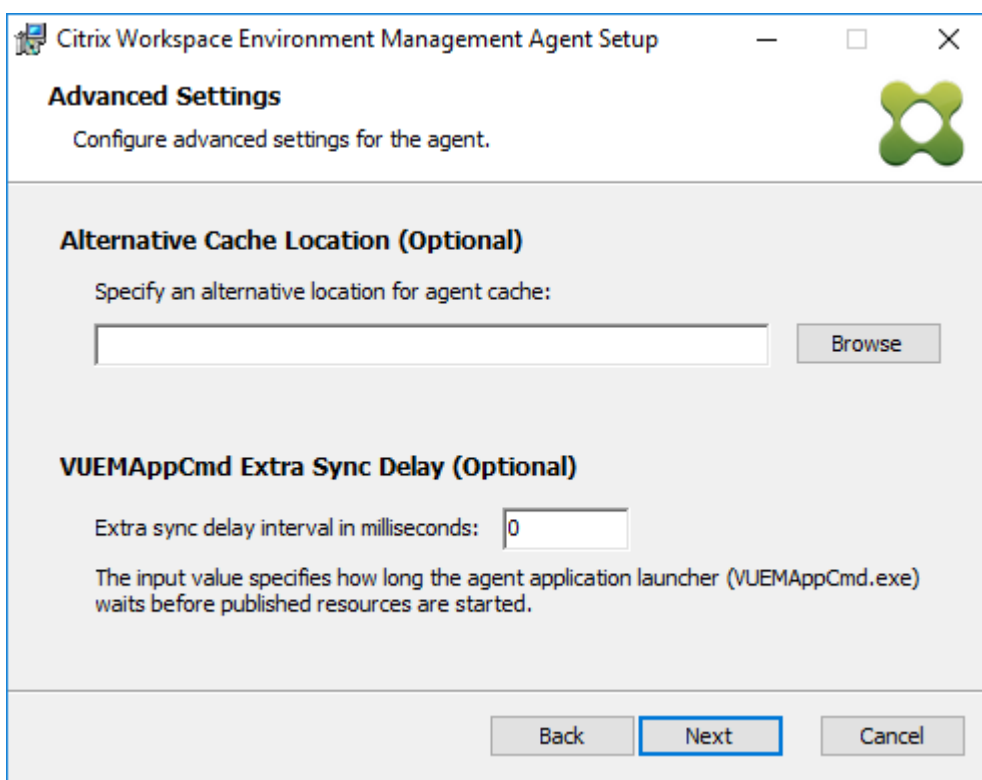 Citrix Workspace Environment Management Agent Setup
Advanced Settings
Configure advanced settings for the agent.
Alternative Cache Location (Optional)
Specify an alternative location for agent cache:
Browse
VUEMAppCmd Extra Sync Delay (Optional)
Extra sync delay interval in milliseconds: 0
The input value specifies how long the agent application launcher (VUEMAppCmd.exe)
waits before published resources are started.
Back Next Cancel